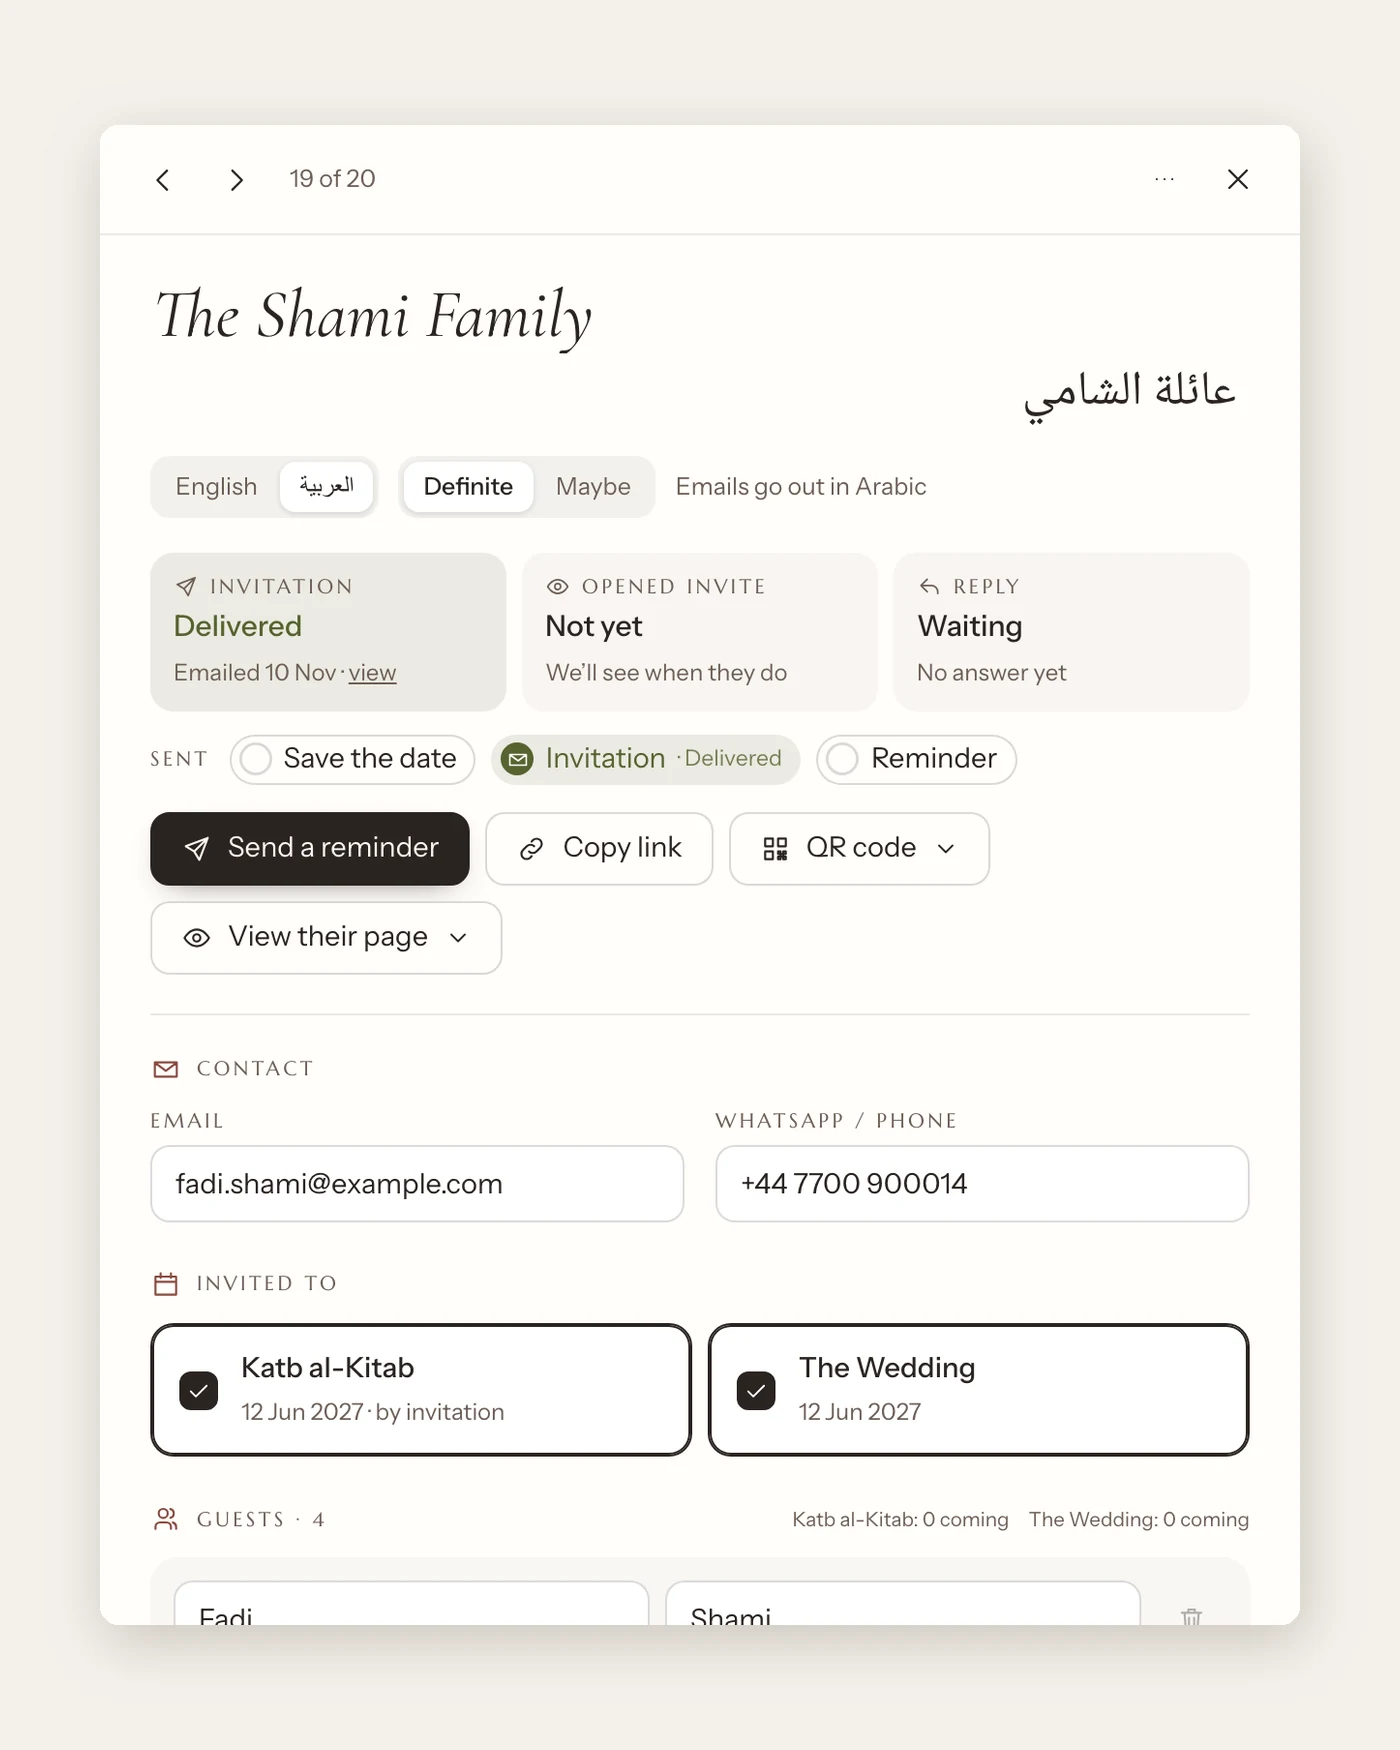 19 of 20
...
The Shami Family
عائلة الشامي
English العربية Definite Maybe Emails go out in Arabic
INVITATION
Delivered
Emailed 10 Nov · view
OPENED INVITE
Not yet
We'll see when they do
REPLY
Waiting
No answer yet
SENT Save the date Invitation · Delivered Reminder
Send a reminder Copy link QR code
View their page
CONTACT
EMAIL
fadi.shami@example.com
WHATSAPP / PHONE
+44 7700 900014
INVITED TO
Katb al-Kitab
12 Jun 2027 · by invitation
The Wedding
12 Jun 2027
GUESTS · 4 Katb al-Kitab: 0 coming The Wedding: 0 coming
Fadi Shami